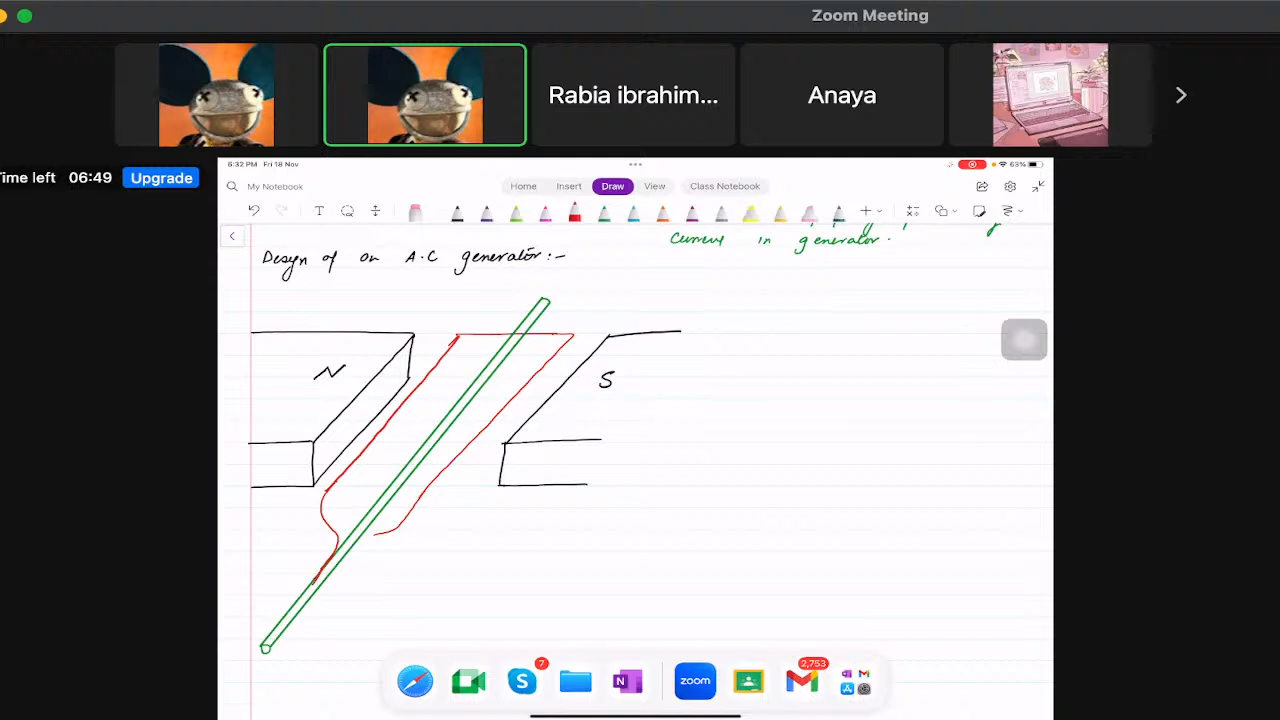 Zoom Meeting
Rabia ibrahim...
Anaya
Time left 06:49 Upgrade
6:32 PM Fri 18 Nov
63%
My Notebook
Home Insert Draw View Class Notebook
T
Current in generator.
Design of an A.C generator:-
N
S
7
zoom
2,753
N